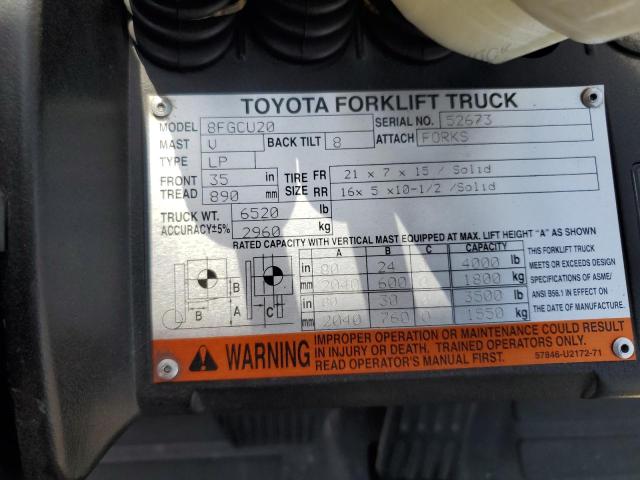 TOYOTA FORKLIFT TRUCK
MODEL 8FGCU20 SERIAL NO. 52673
MAST V BACK TILT 8 ATTACH FORKS
TYPE LP
FRONT 35 in TIRE FR 21 x 7 x 15 / Solid
TREAD 890 mm SIZE RR 16x 5 x10-1/2 /Solid
TRUCK WT. 6520 lb
ACCURACY±5% 2960 kg
RATED CAPACITY WITH VERTICAL MAST EQUIPPED AT MAX. LIFT HEIGHT "A" AS SHOWN
A B C CAPACITY THIS FORKLIFT TRUCK
in 80 24 0 4000 lb MEETS OR EXCEEDS DESIGN
mm 2040 600 0 1800 kg SPECIFICATIONS OF ASME/
in 80 30 0 3500 lb ANSI B56.1 IN EFFECT ON
mm 2040 760 0 1550 kg THE DATE OF MANUFACTURE.
B
B A C
WARNING
IMPROPER OPERATION OR MAINTENANCE COULD RESULT
IN INJURY OR DEATH. TRAINED OPERATORS ONLY.
READ OPERATOR'S MANUAL FIRST. 57846-U2172-71